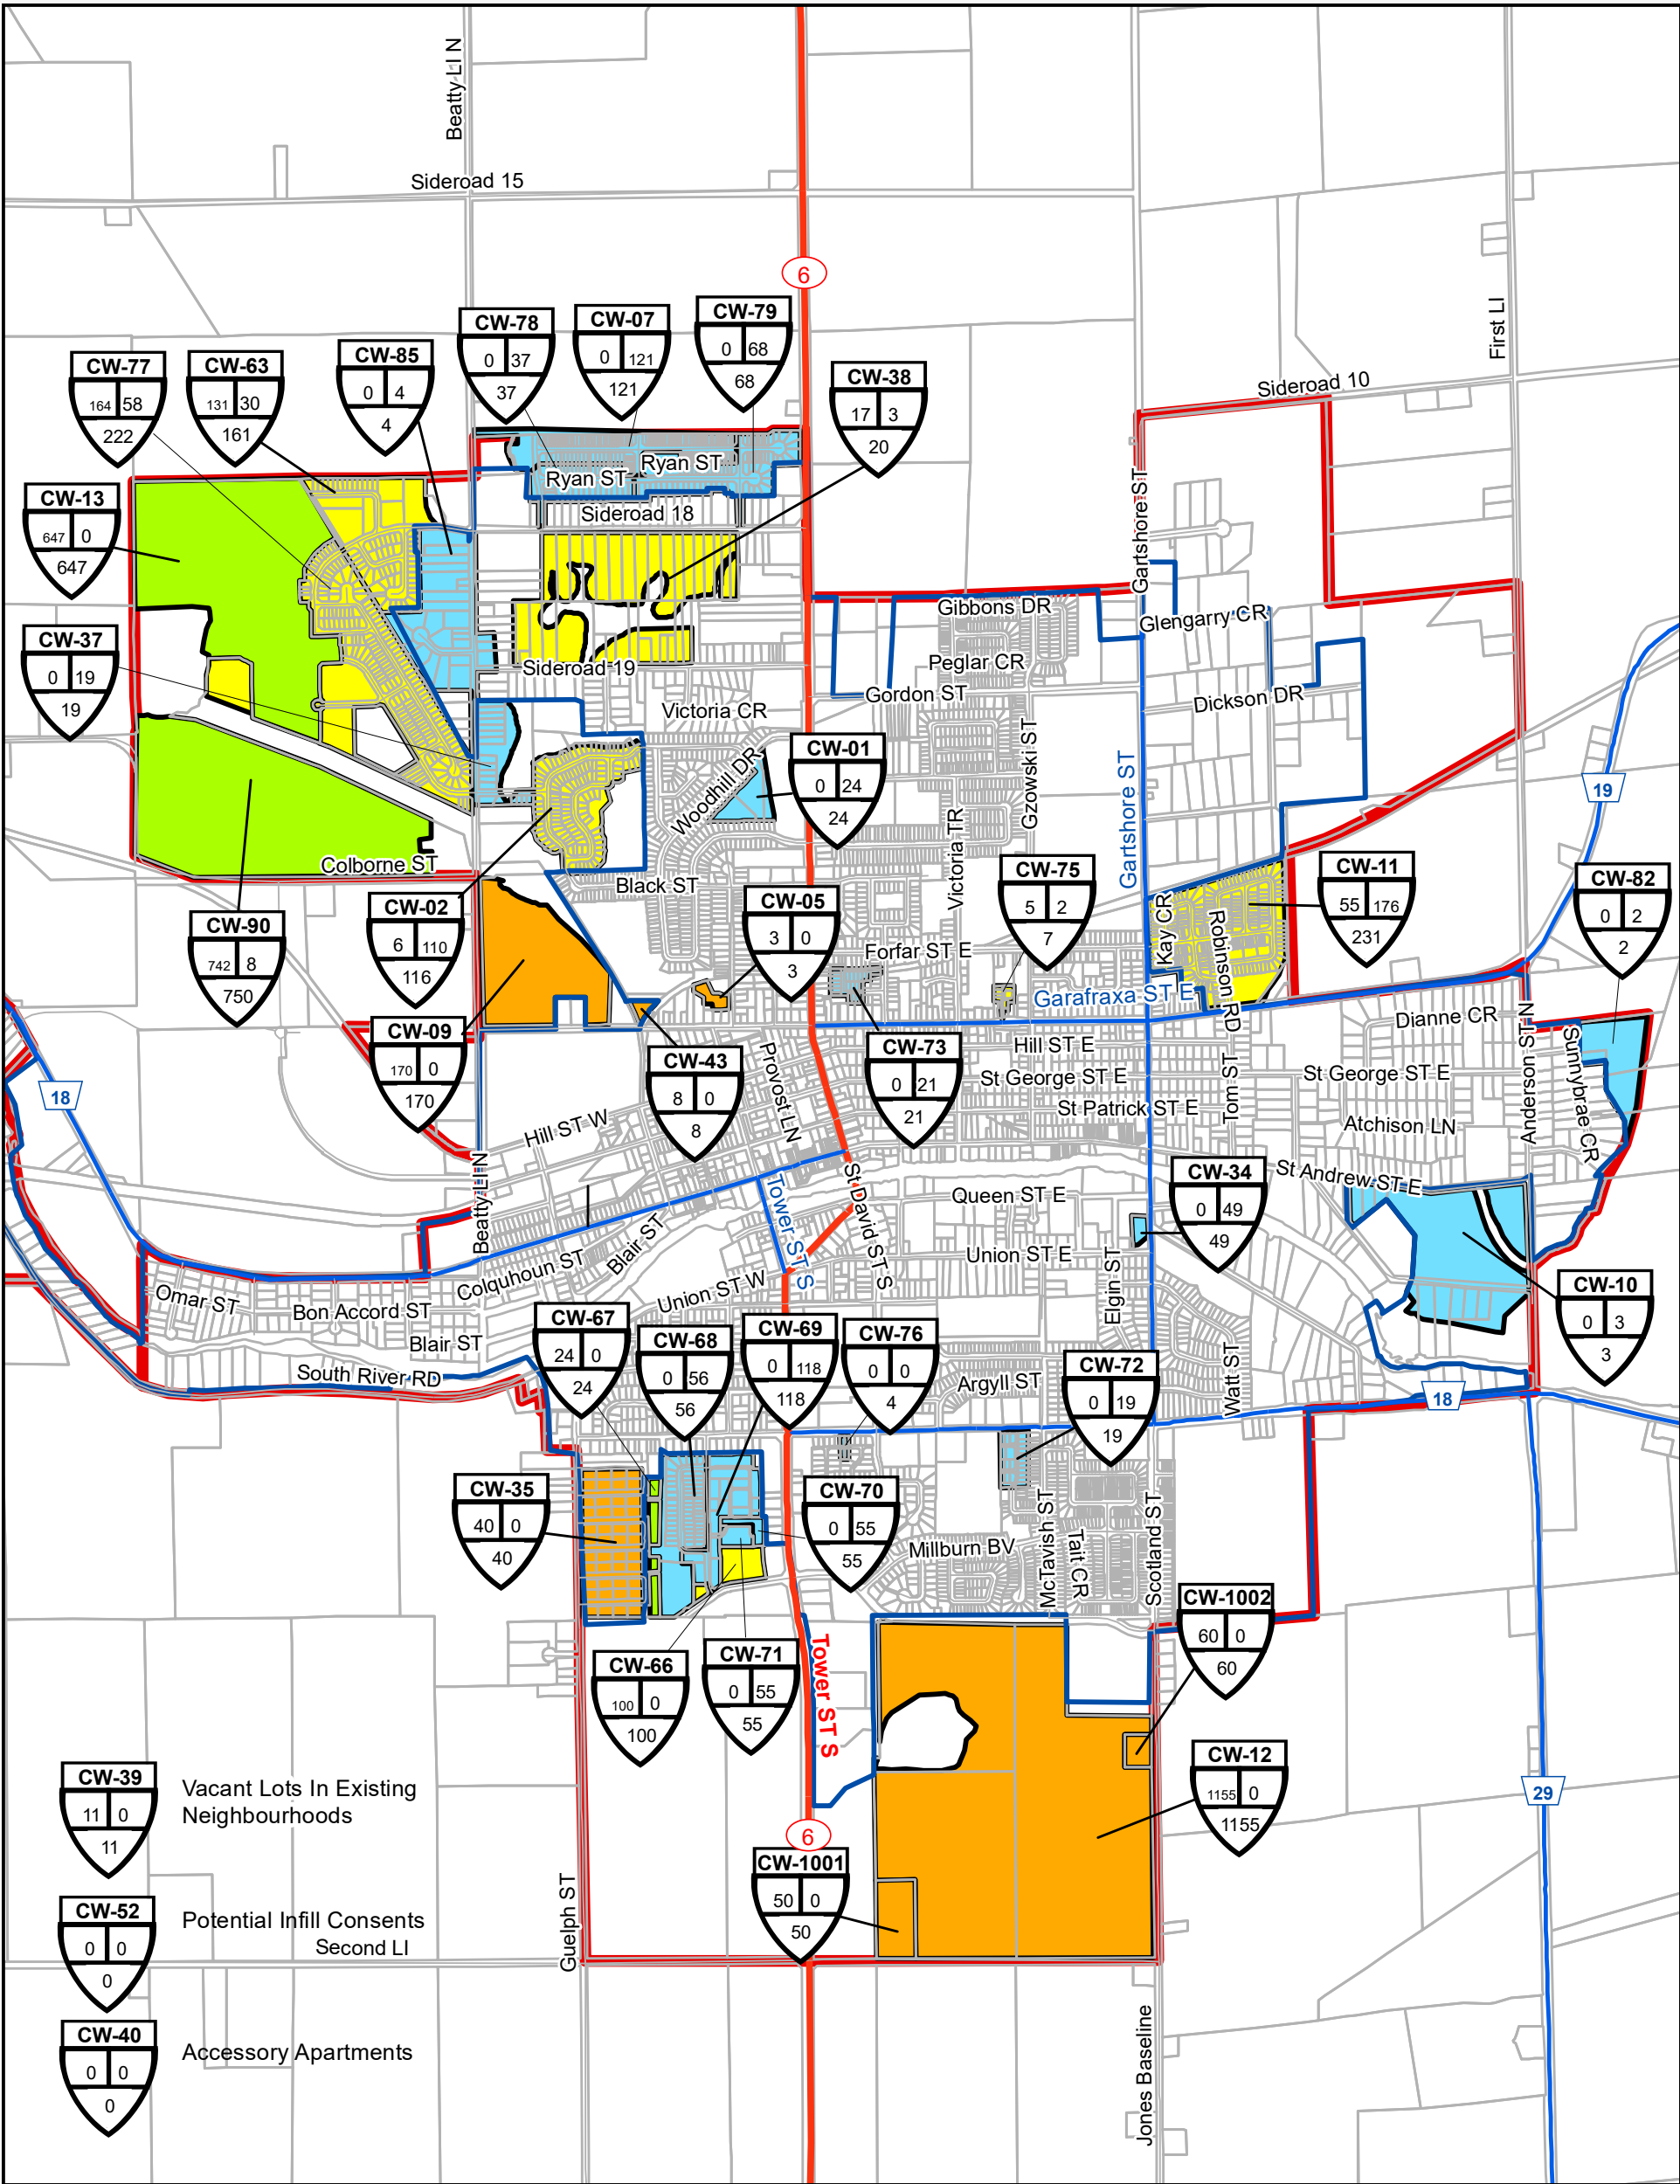 Beatty LI N
Sideroad 15
6
First LI
CW-78
0 37
37
CW-07
0 121
121
CW-79
0 68
68
CW-77
164 58
222
CW-63
131 30
161
CW-85
0 4
4
CW-38
17 3
20
Sideroad 10
Ryan ST
Ryan ST
Sideroad 18
Gartshore ST
CW-13
647 0
647
Gibbons DR
Glengarry CR
CW-37
0 19
19
Sideroad 19
Peglar CR
Gordon ST
Dickson DR
Victoria CR
Woodhill DR
CW-01
0 24
24
Gzowski ST
Gartshore ST
19
Victoria TR
Colborne ST
Black ST
CW-90
742 8
750
CW-02
6 110
116
CW-05
3 0
3
CW-75
5 2
7
CW-11
55 176
231
CW-82
0 2
2
Kay CR
Robinson RD
Forfar ST E
Garafraxa ST E
CW-09
170 0
170
CW-43
8 0
8
CW-73
0 21
21
Provost LN
Hill ST E
Dianne CR
Anderson ST N
Sunnybrae CR
18
St George ST E
St George ST E
Tom ST
St Patrick ST E
Atchison LN
Hill ST W
Beatty LI N
Tower ST S
St David ST S
Queen ST E
CW-34
0 49
49
St Andrew ST E
Blair ST
Colquhoun ST
Union ST E
Elgin ST
Union ST W
Omar ST
Bon Accord ST
Blair ST
South River RD
CW-10
0 3
3
CW-67
24 0
24
CW-68
0 56
56
CW-69
0 118
118
CW-76
0 0
4
Argyll ST
CW-72
0 19
19
Watt ST
18
CW-35
40 0
40
CW-70
0 55
55
Millburn BV
McTavish ST
Tait CR
Scotland ST
CW-66
100 0
100
CW-71
0 55
55
Tower ST S
CW-1002
60 0
60
CW-12
1155 0
1155
29
6
CW-1001
50 0
50
Guelph ST
CW-39
11 0
11
Vacant Lots In Existing
Neighbourhoods
CW-52
0 0
0
Potential Infill Consents
Second LI
CW-40
0 0
0
Accessory Apartments
Jones Baseline